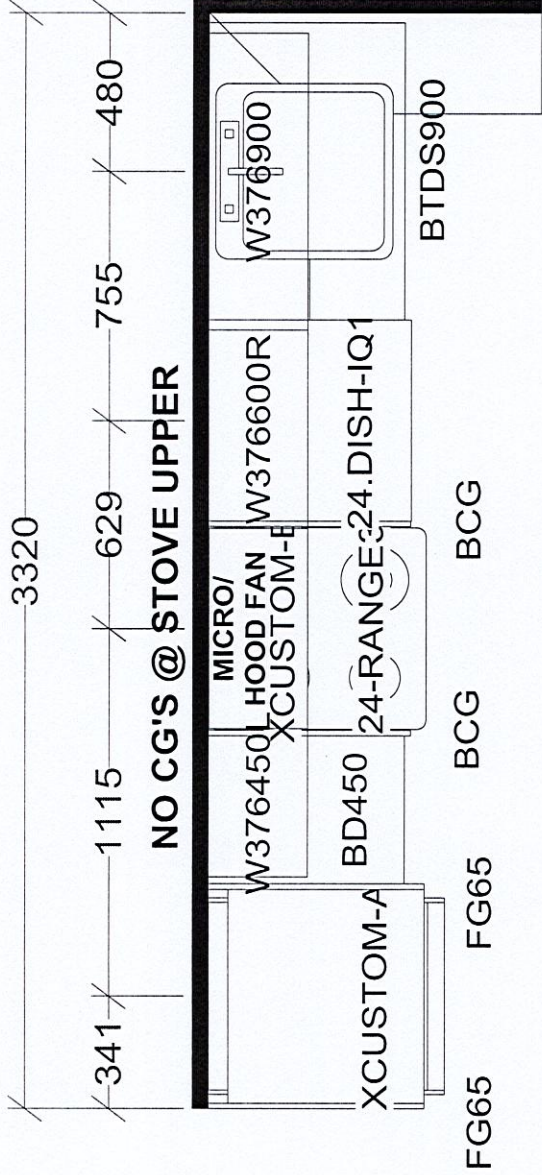 3320
341
1115
629
755
480
NO CG'S @ STOVE UPPER
W376450L
MICRO/
HOOD FAN
XCUSTOM-B
W376600R
W376900
XCUSTOM-A
BD450
24-RANGE
24.DISH-IQ1
BTDS900
FG65
FG65
BCG
BCG